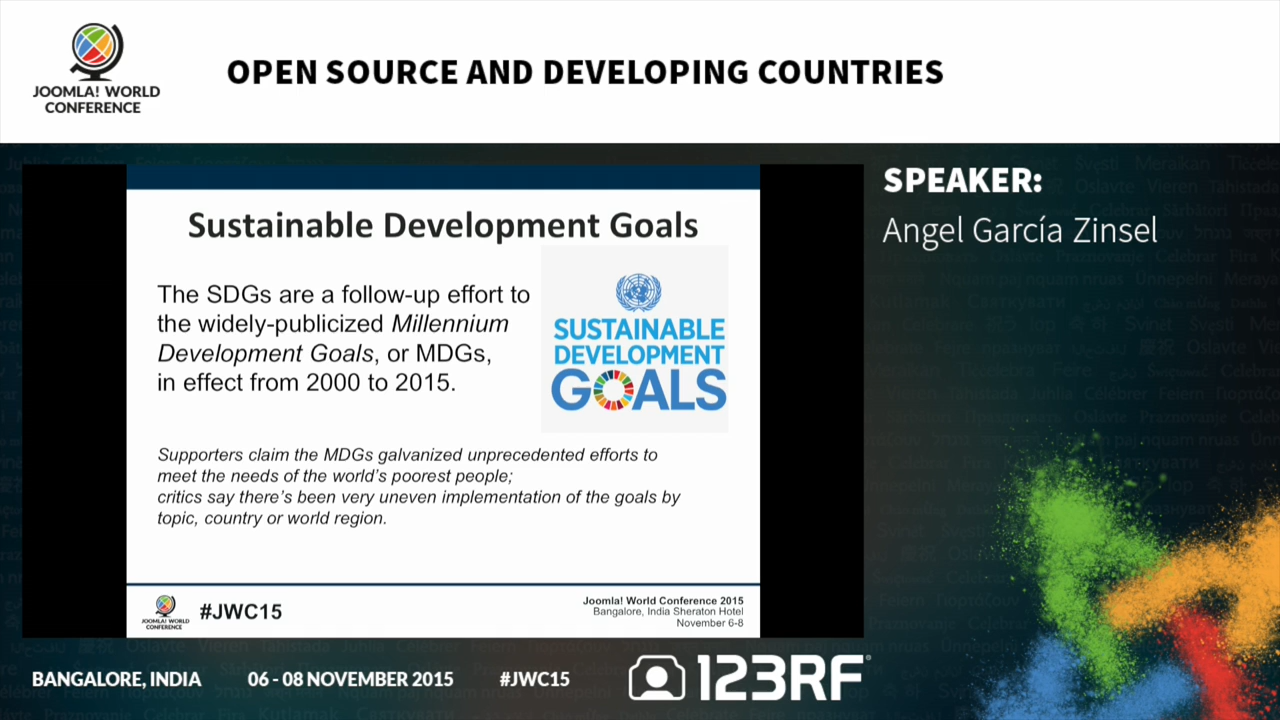 JOOMLA! WORLD
CONFERENCE
OPEN SOURCE AND DEVELOPING COUNTRIES
SPEAKER:
Angel García Zinsel
Sustainable Development Goals
The SDGs are a follow-up effort to
the widely-publicized Millennium
Development Goals, or MDGs,
in effect from 2000 to 2015.
SUSTAINABLE
DEVELOPMENT
GOALS
Supporters claim the MDGs galvanized unprecedented efforts to
meet the needs of the world's poorest people;
critics say there's been very uneven implementation of the goals by
topic, country or world region.
JOOMLA! WORLD
CONFERENCE
#JWC15
Joomla! World Conference 2015
Bangalore, India Sheraton Hotel
November 6-8
BANGALORE, INDIA
06 - 08 NOVEMBER 2015
#JWC15
123RF®